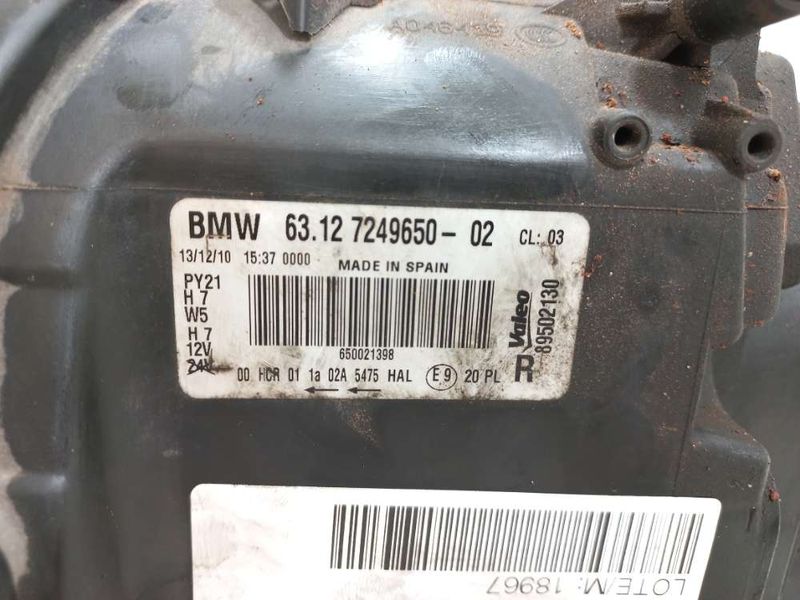 BMW 63.12 7249650 - 02 CL: 03
13/12/10 15:37 0000 MADE IN SPAIN
PY21
H 7
W5
H 7
12V
24V
650021398
00 HCR 01 1a 02A 5475 HAL E9 20 PL
R
Valeo
89502130
LOTE/M: 18967